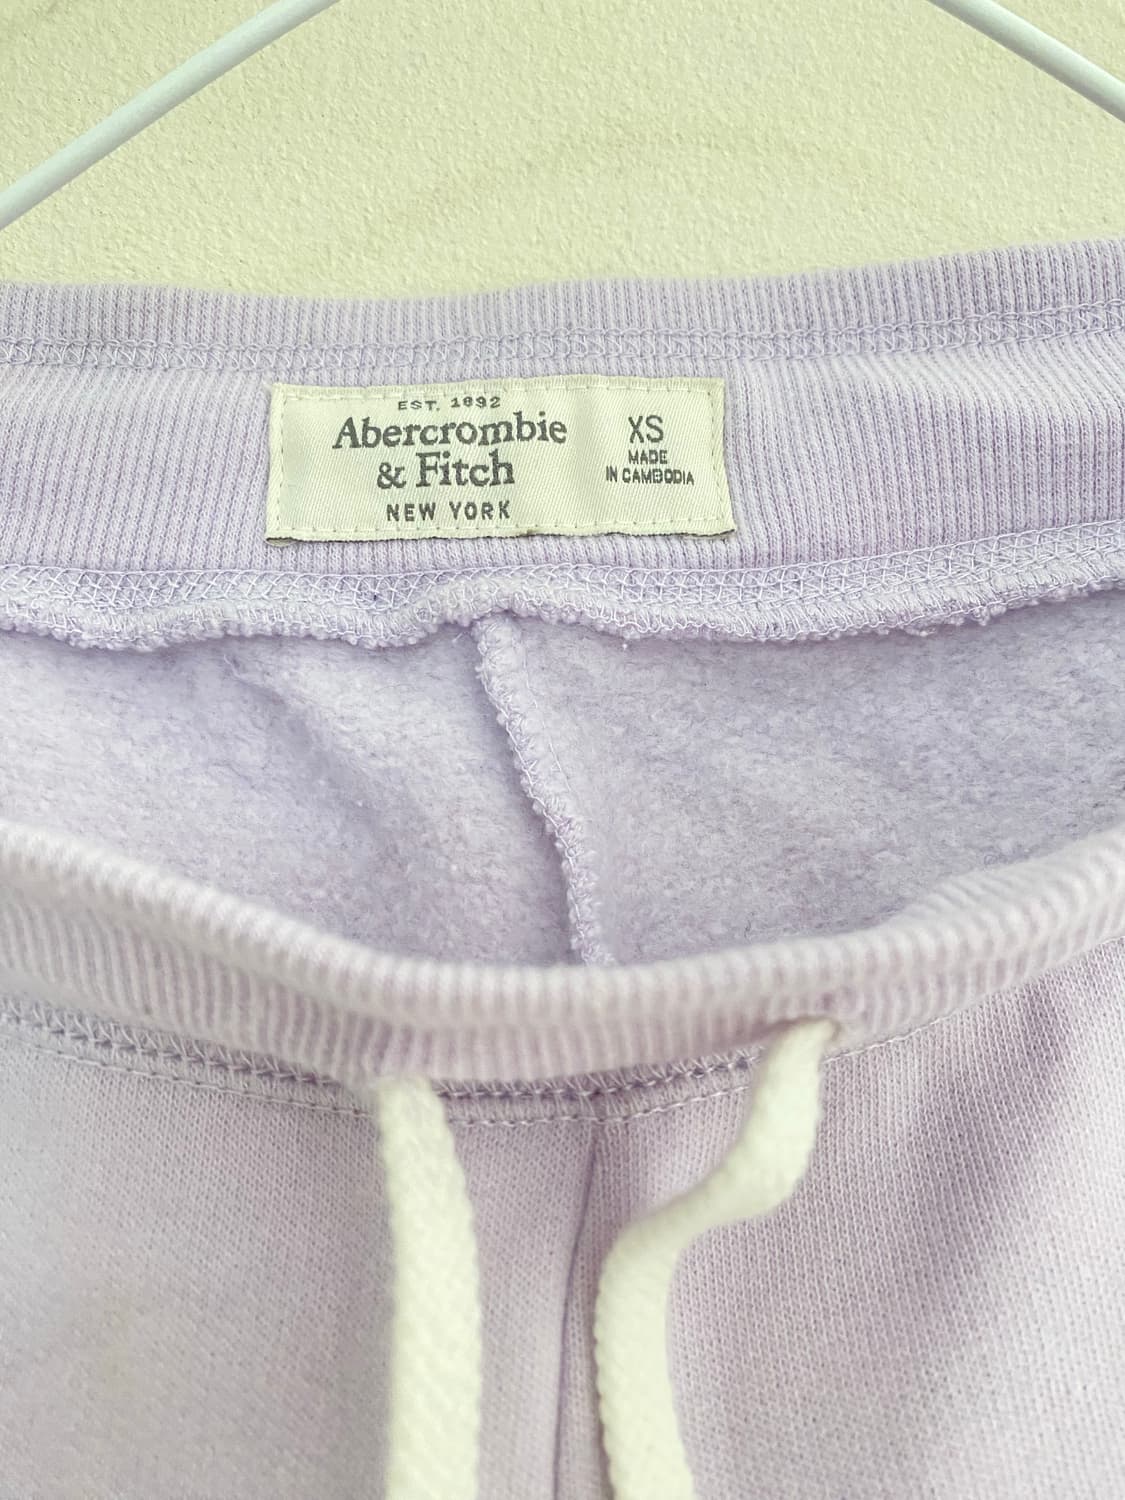 EST. 1892
Abercrombie
& Fitch
NEW YORK
XS
MADE
IN CAMBODIA